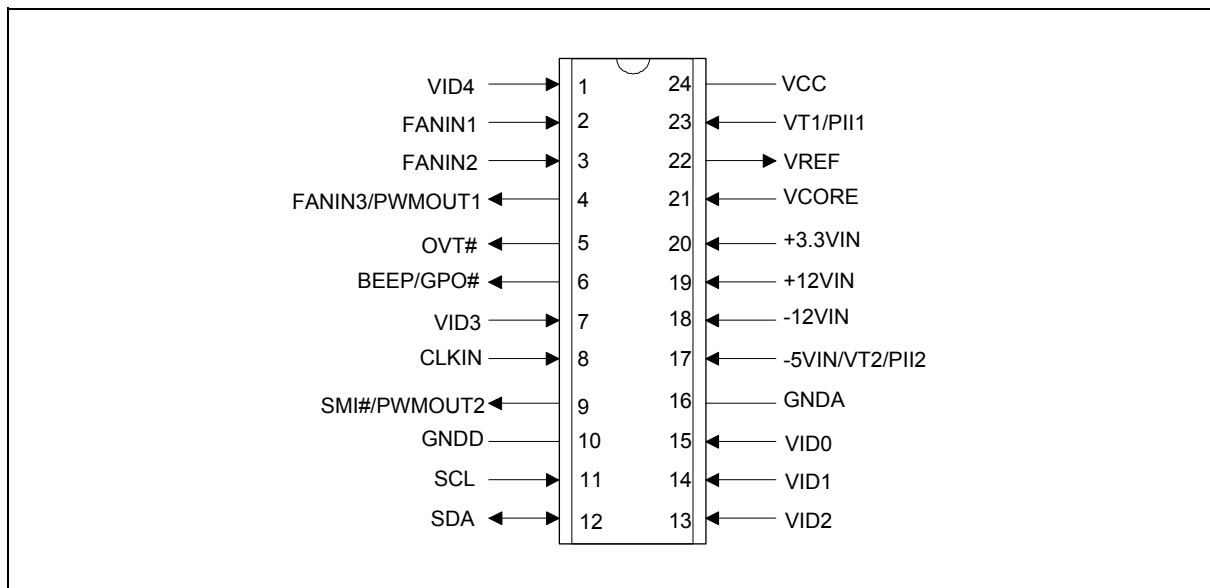 VID4 1 24 VCC
FANIN1 2 23 VT1/PII1
FANIN2 3 22 VREF
FANIN3/PWMOUT1 4 21 VCORE
OVT# 5 20 +3.3VIN
BEEP/GPO# 6 19 +12VIN
VID3 7 18 -12VIN
CLKIN 8 17 -5VIN/VT2/PII2
SMI#/PWMOUT2 9 16 GNDA
GNDD 10 15 VID0
SCL 11 14 VID1
SDA 12 13 VID2